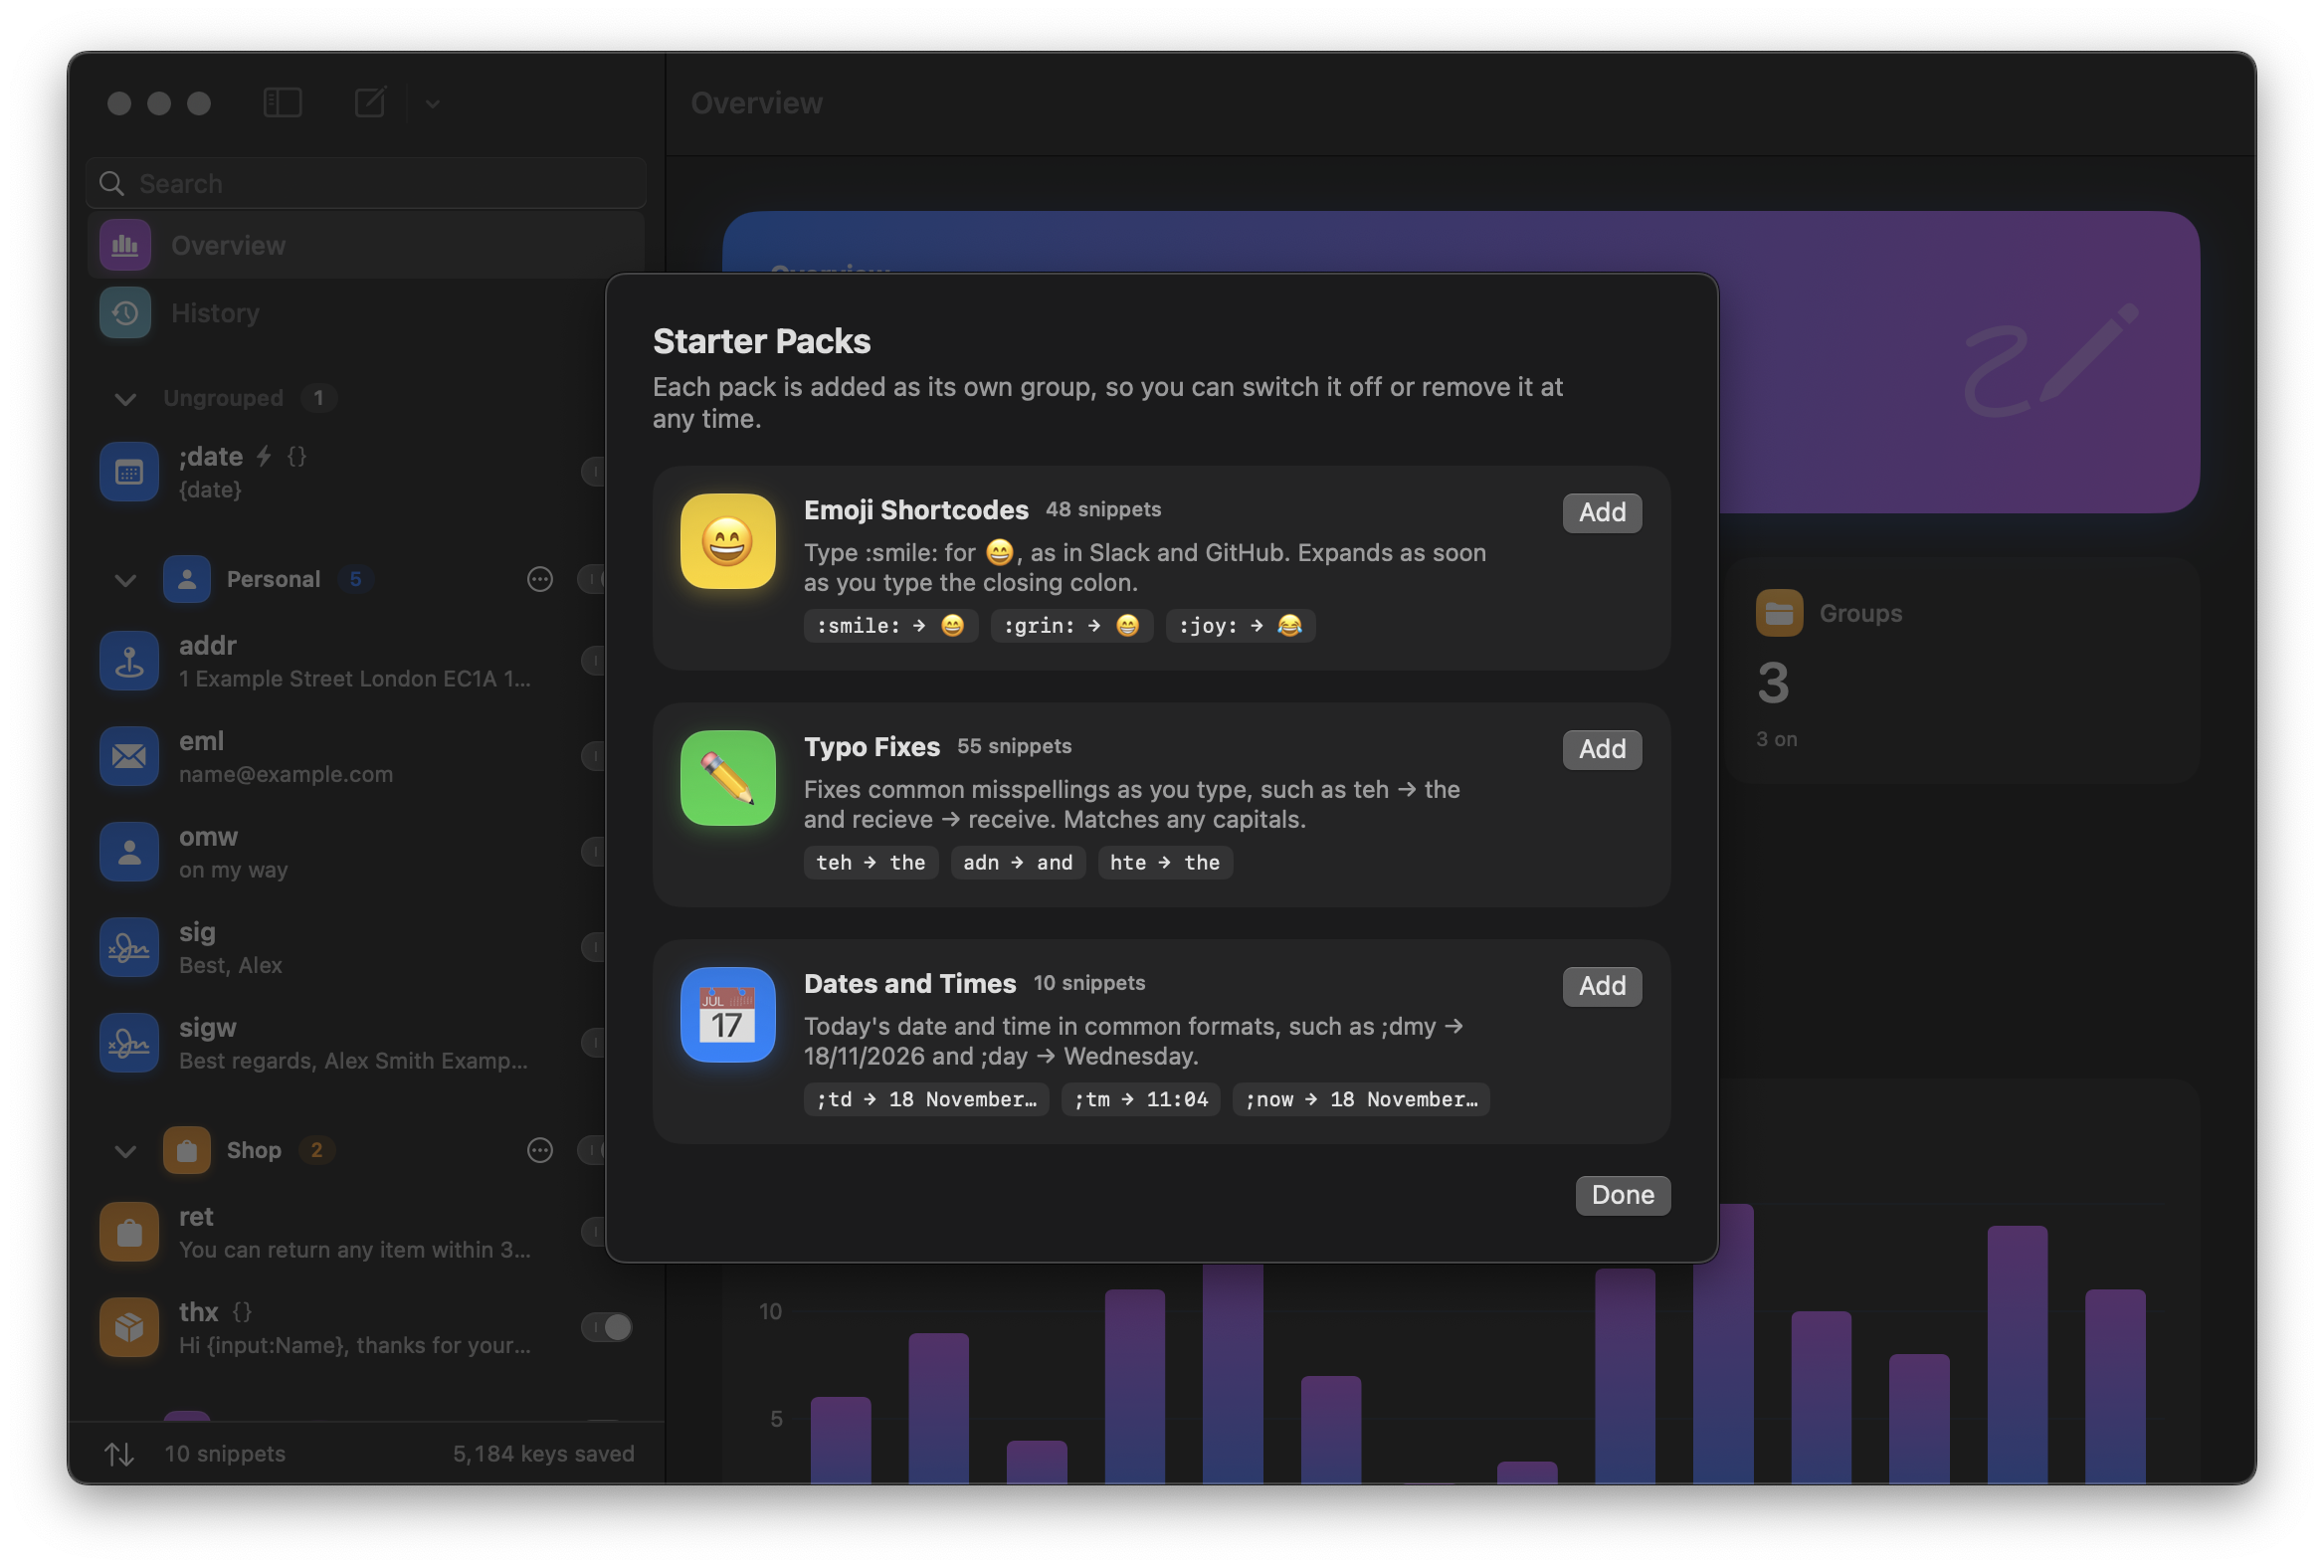 Overview
Search
Overview
History
Ungrouped 1
;date {}
{date}
Personal 5
addr
1 Example Street London EC1A 1...
eml
name@example.com
omw
on my way
sig
Best, Alex
sigw
Best regards, Alex Smith Examp...
Shop 2
ret
You can return any item within 3...
thx {}
Hi {input:Name}, thanks for your...
10 snippets
5,184 keys saved
Starter Packs
Each pack is added as its own group, so you can switch it off or remove it at
any time.
Emoji Shortcodes 48 snippets
Add
Type :smile: for 😄, as in Slack and GitHub. Expands as soon
as you type the closing colon.
:smile: → 😄 :grin: → 😁 :joy: → 😂
Typo Fixes 55 snippets
Add
Fixes common misspellings as you type, such as teh → the
and recieve → receive. Matches any capitals.
teh → the adn → and hte → the
JUL
17
Dates and Times 10 snippets
Add
Today's date and time in common formats, such as ;dmy →
18/11/2026 and ;day → Wednesday.
;td → 18 November… ;tm → 11:04 ;now → 18 November…
Done
Groups
3
3 on
10
5